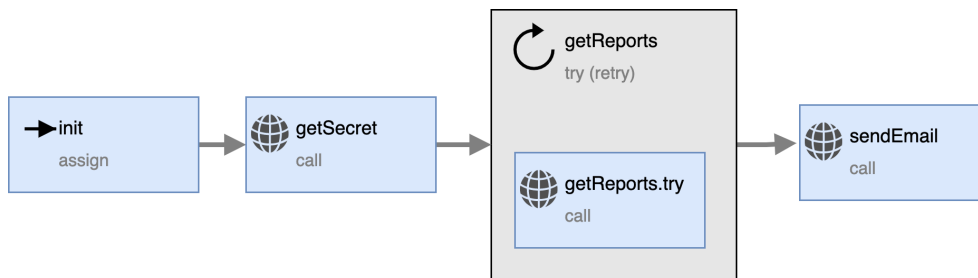 init
assign
getSecret
call
getReports
try (retry)
getReports.try
call
sendEmail
call